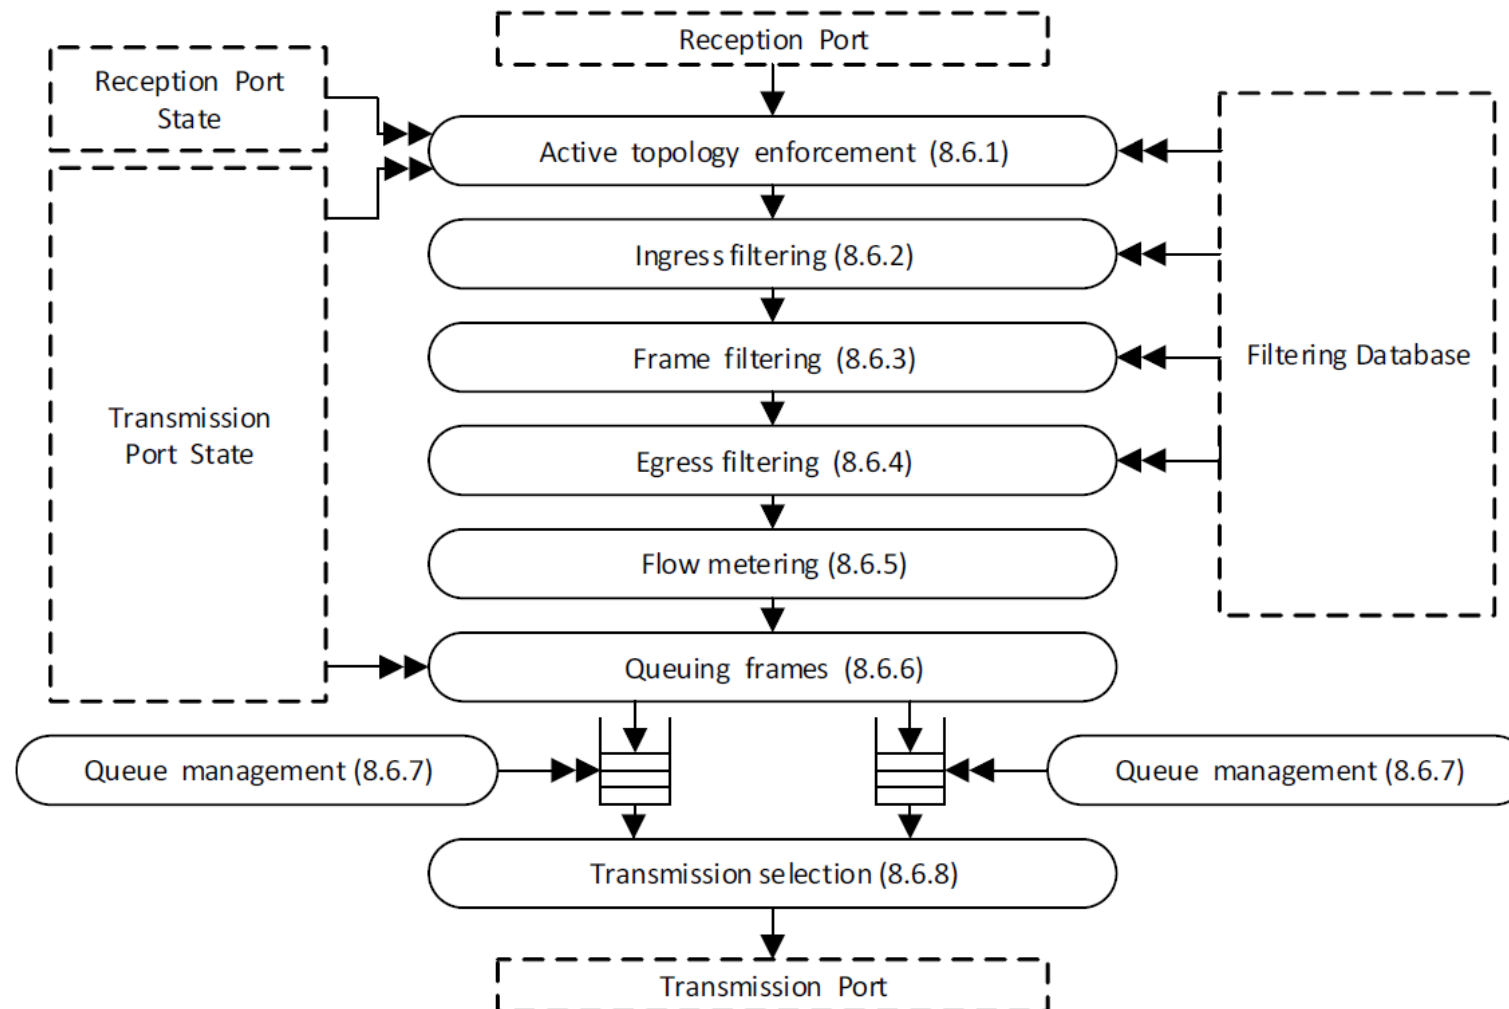 Reception Port
Reception Port
State
Active topology enforcement (8.6.1)
Ingress filtering (8.6.2)
Frame filtering (8.6.3)
Filtering Database
Transmission
Port State
Egress filtering (8.6.4)
Flow metering (8.6.5)
Queuing frames (8.6.6)
Queue management (8.6.7)
Queue management (8.6.7)
Transmission selection (8.6.8)
Transmission Port